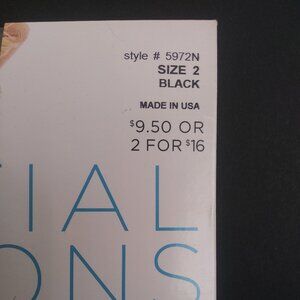 style # 5972N
SIZE 2
BLACK
MADE IN USA
$9.50 OR
2 FOR $16
IAL
ONS